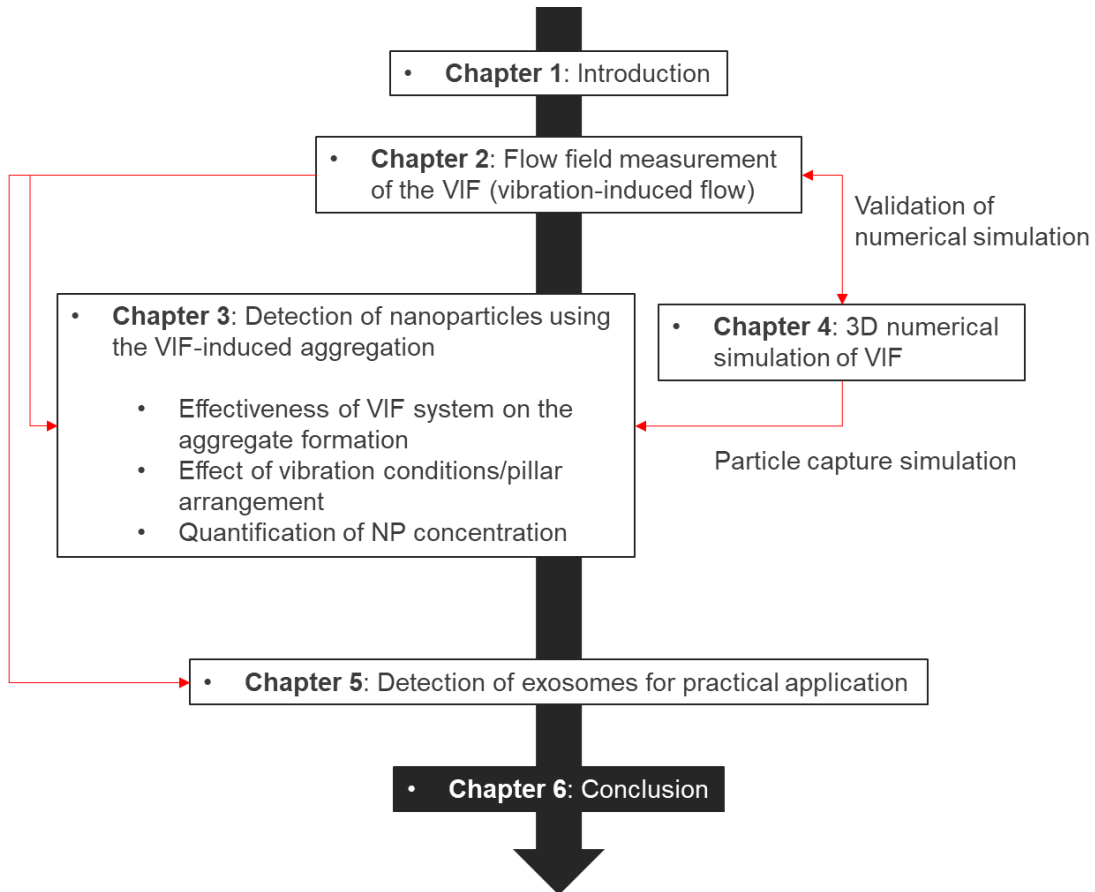 • Chapter 1: Introduction
• Chapter 2: Flow field measurement
of the VIF (vibration-induced flow)
Validation of
numerical simulation
• Chapter 3: Detection of nanoparticles using
the VIF-induced aggregation
• Effectiveness of VIF system on the
aggregate formation
• Effect of vibration conditions/pillar
arrangement
• Quantification of NP concentration
• Chapter 4: 3D numerical
simulation of VIF
Particle capture simulation
• Chapter 5: Detection of exosomes for practical application
• Chapter 6: Conclusion